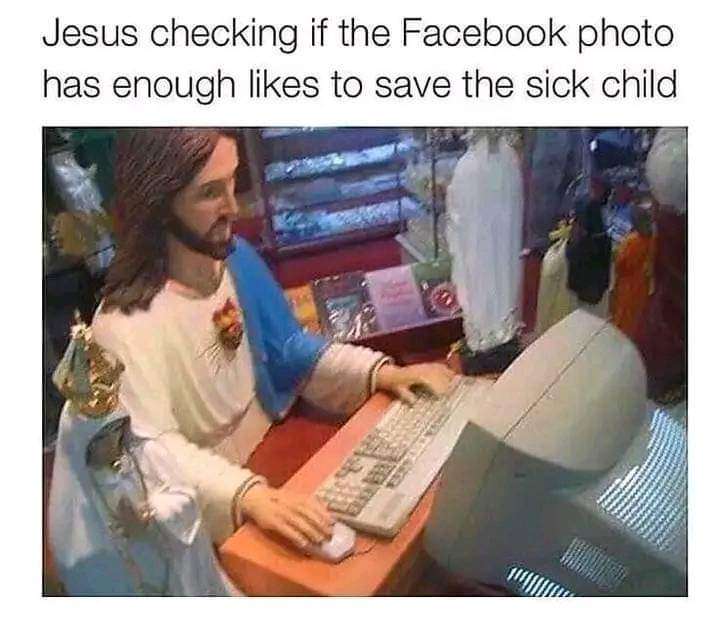 Jesus checking if the Facebook photo
has enough likes to save the sick child